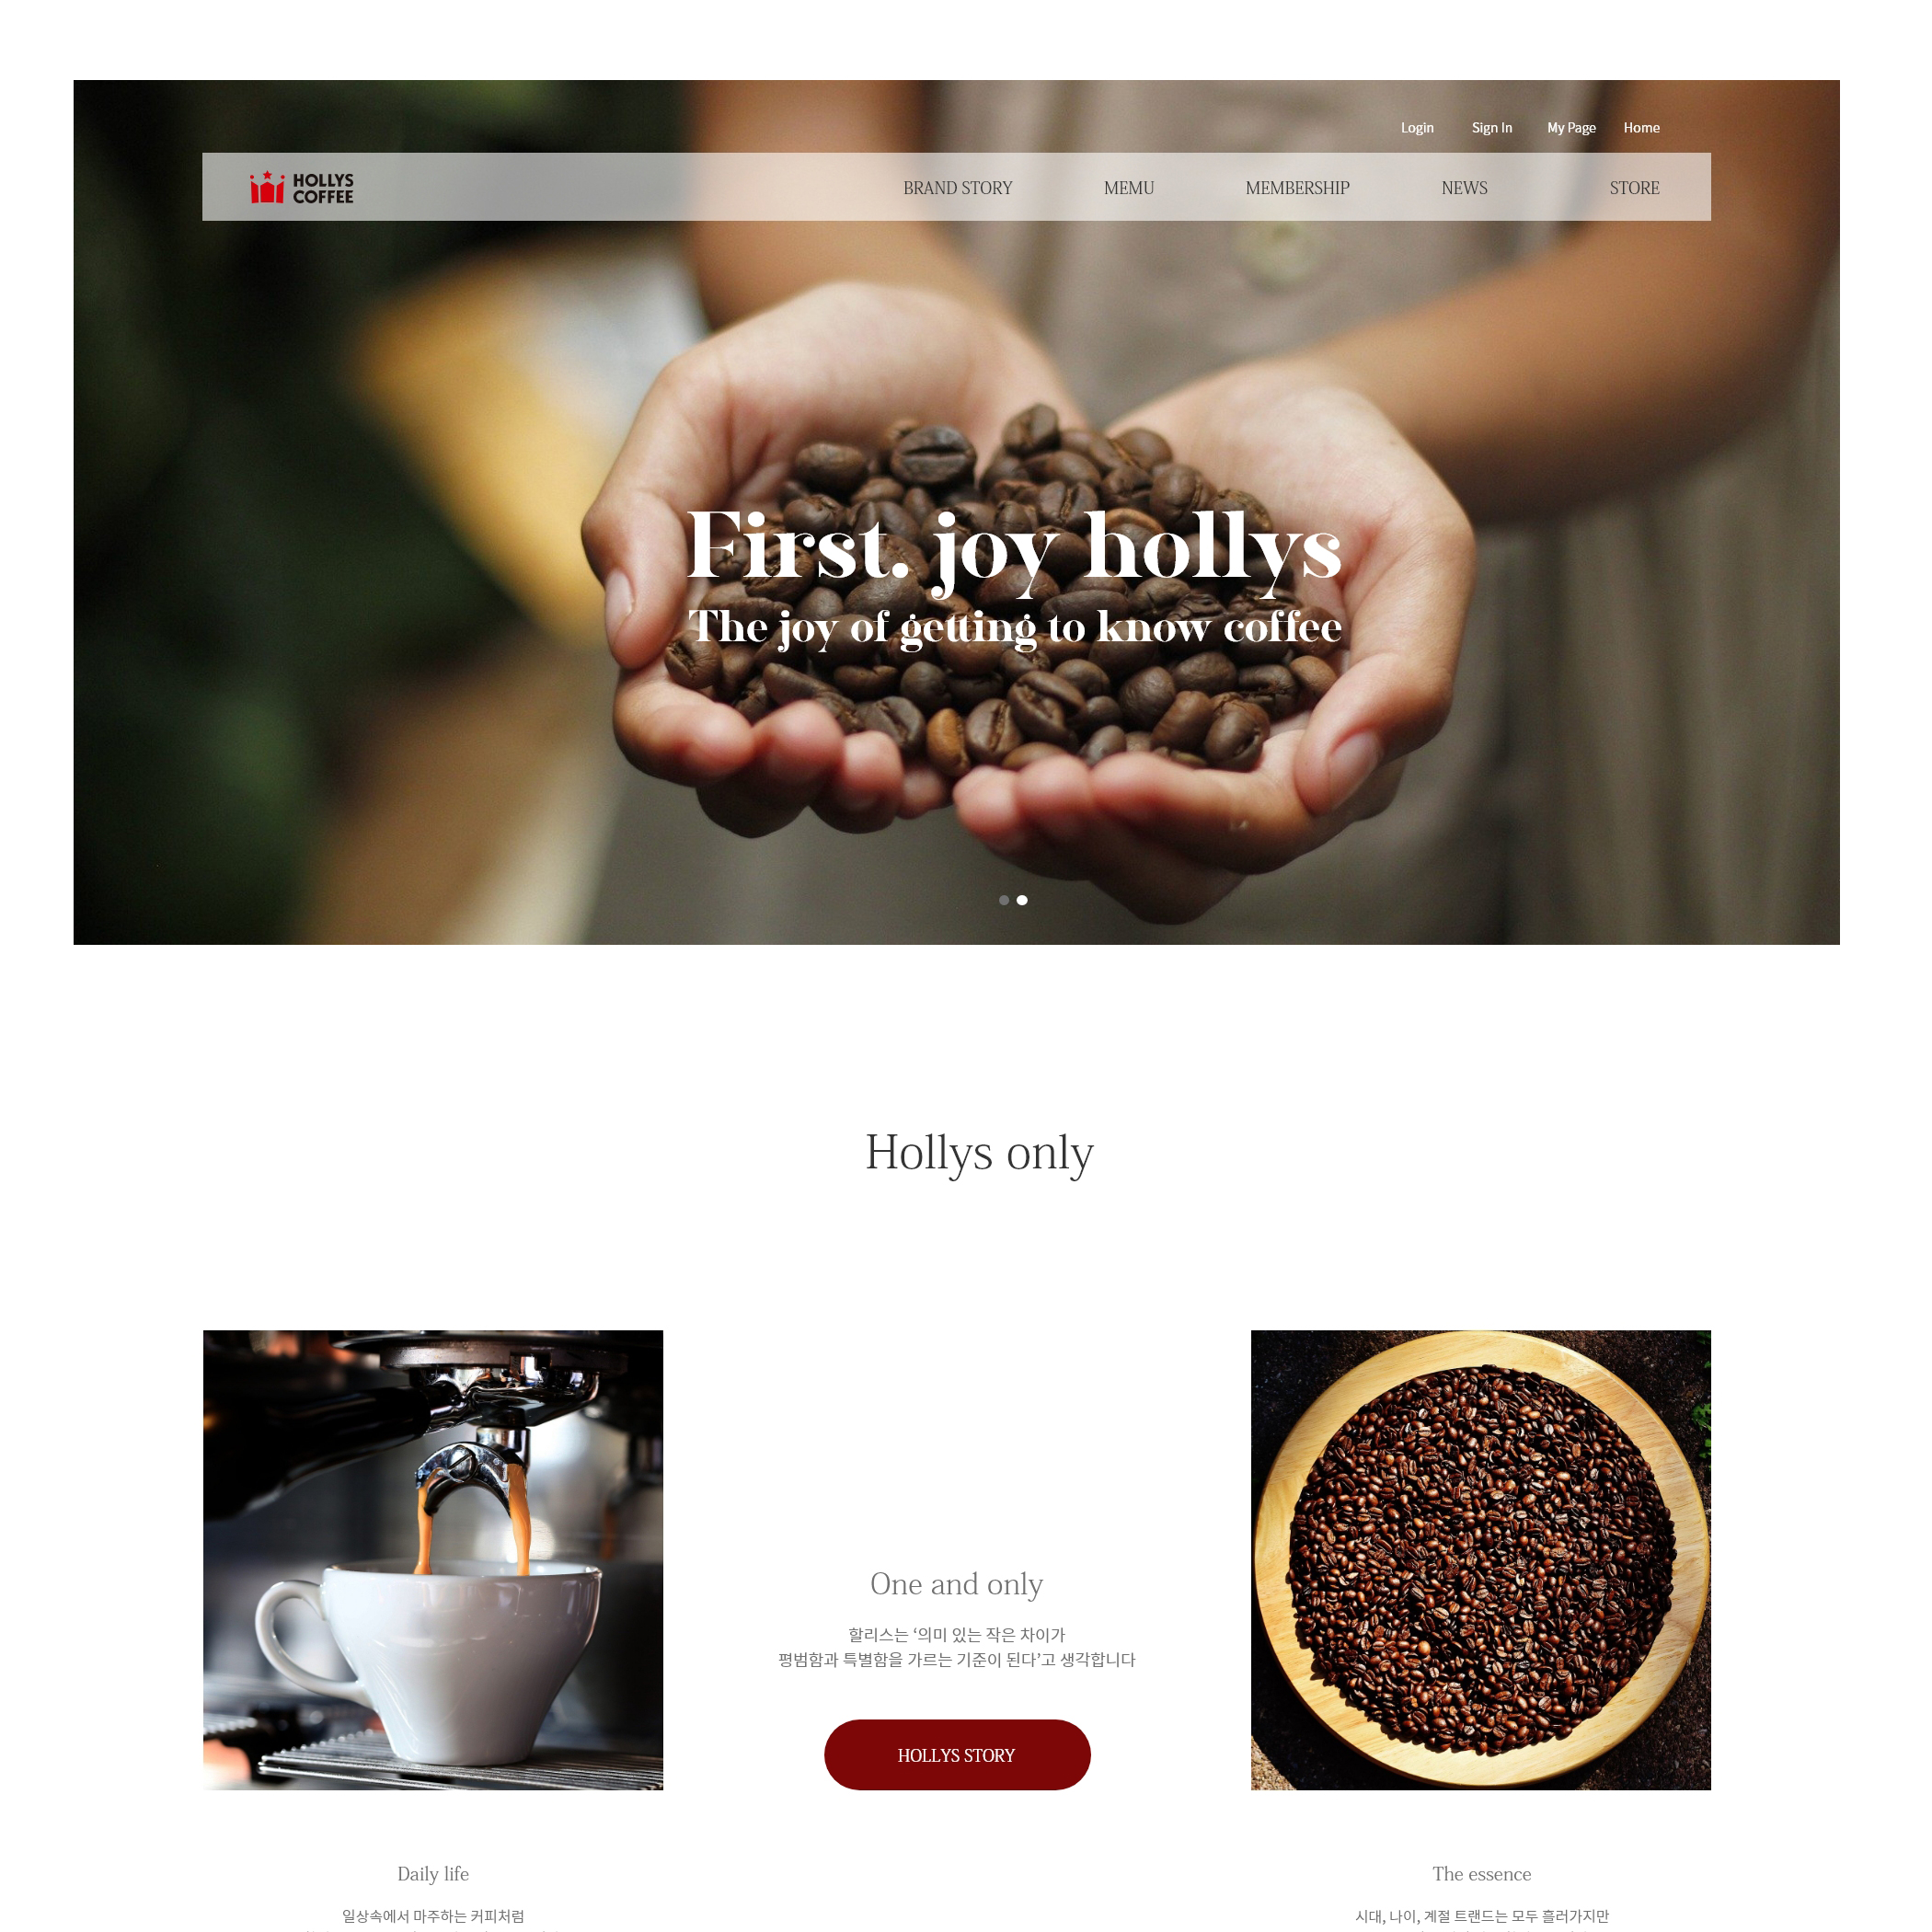 Login Sign In My Page Home
HOLLYS
COFFEE
BRAND STORY MEMU MEMBERSHIP NEWS STORE
First. joy hollys
The joy of getting to know coffee
Hollys only
One and only
할리스는 ‘의미 있는 작은 차이가
평범함과 특별함을 가르는 기준이 된다’고 생각합니다
HOLLYS STORY
Daily life
일상속에서 마주하는 커피처럼
The essence
시대, 나이, 계절 트랜드는 모두 흘러가지만